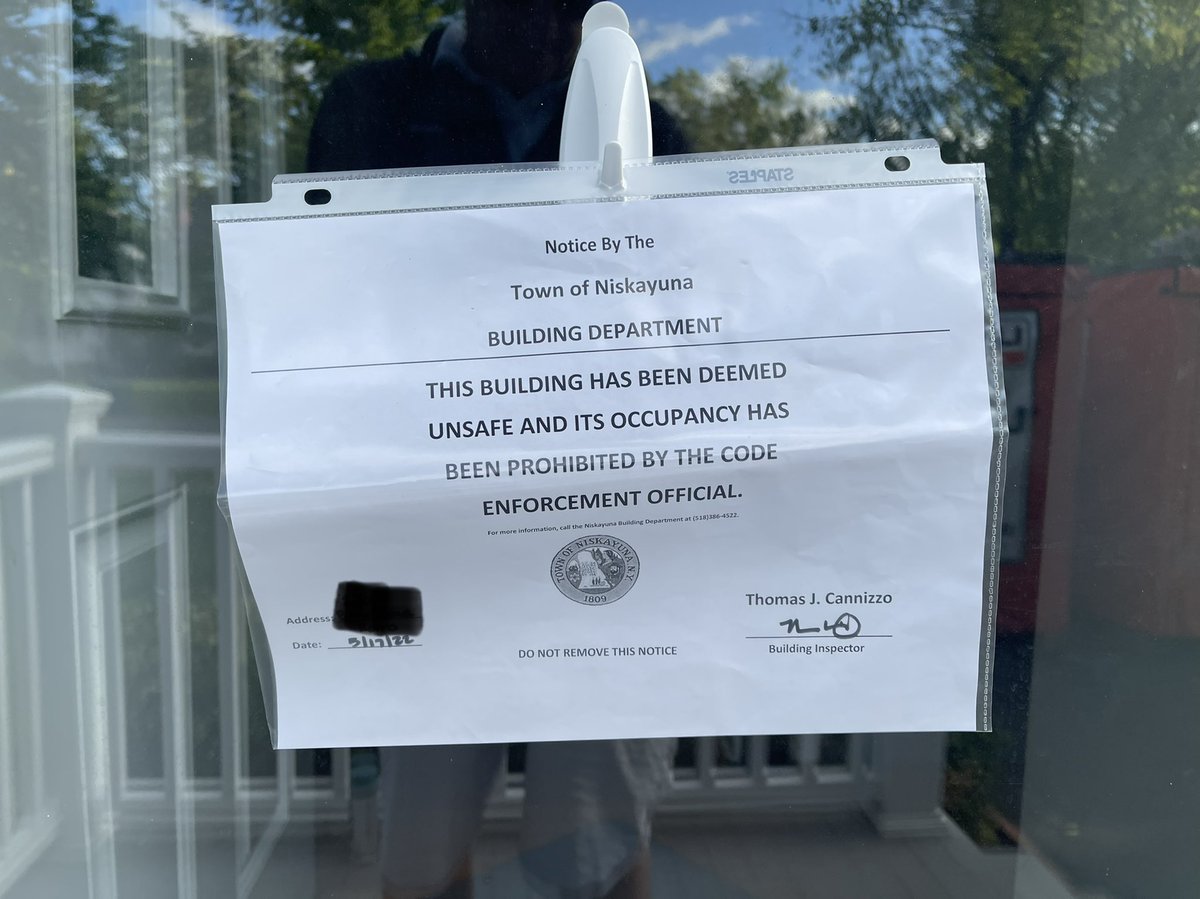 STAPLES
Notice By The
Town of Niskayuna
BUILDING DEPARTMENT
THIS BUILDING HAS BEEN DEEMED
UNSAFE AND ITS OCCUPANCY HAS
BEEN PROHIBITED BY THE CODE
ENFORCEMENT OFFICIAL.
For more information, call the Niskayuna Building Department at (518)386-4522.
TOWN OF NISKAYUNA, N.Y.
1809
Thomas J. Cannizzo
Address:
Date: 5/17/22
DO NOT REMOVE THIS NOTICE
Building Inspector